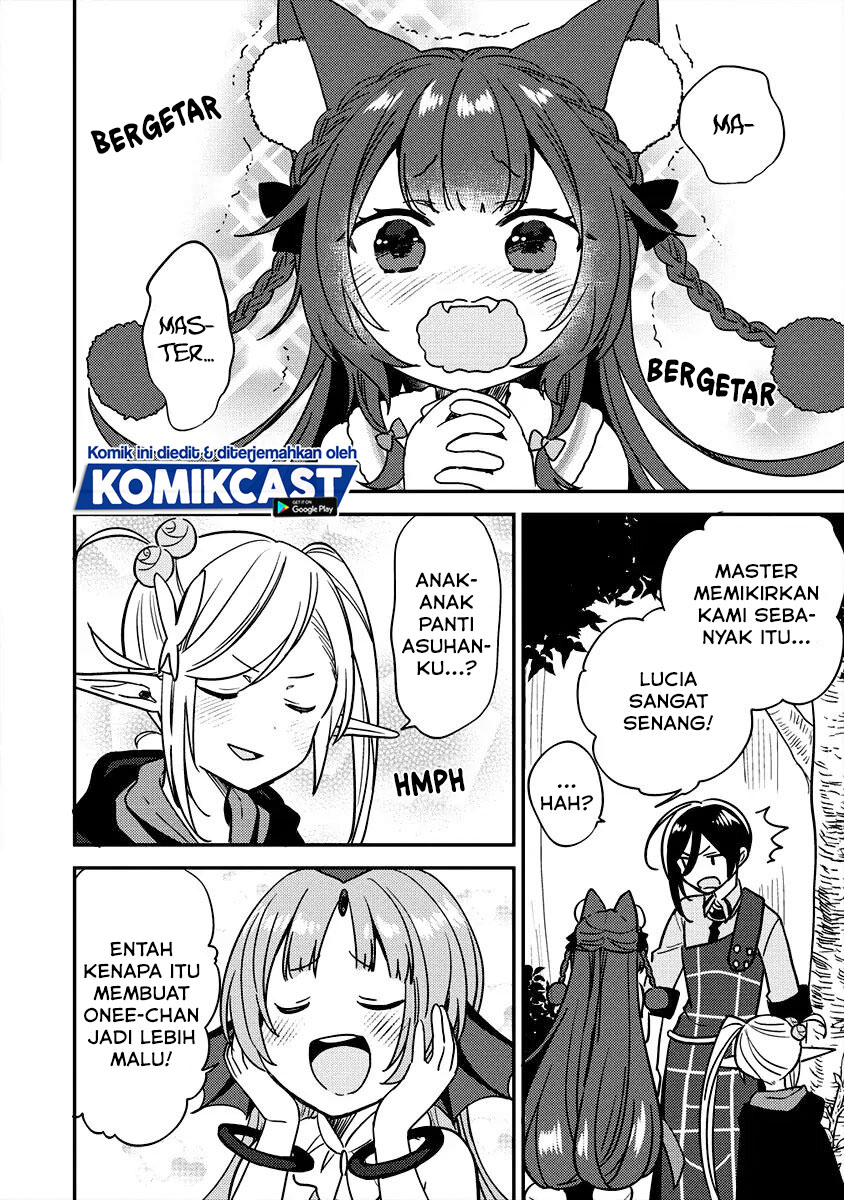 MA-
BERGETAR
MAS-
TER...
BERGETAR
Komik ini diedit & diterjemahkan oleh
KOMIKCAST
GET IT ON
Google Play
MASTER
MEMIKIRKAN
KAMI SEBA-
NYAK ITU...
LUCIA
SANGAT
SENANG!
...
HAH?
ANAK-
ANAK
PANTI
ASUHAN-
KU...?
HMPH
ENTAH
KENAPA ITU
MEMBUAT
ONEE-CHAN
JADI LEBIH
MALU!